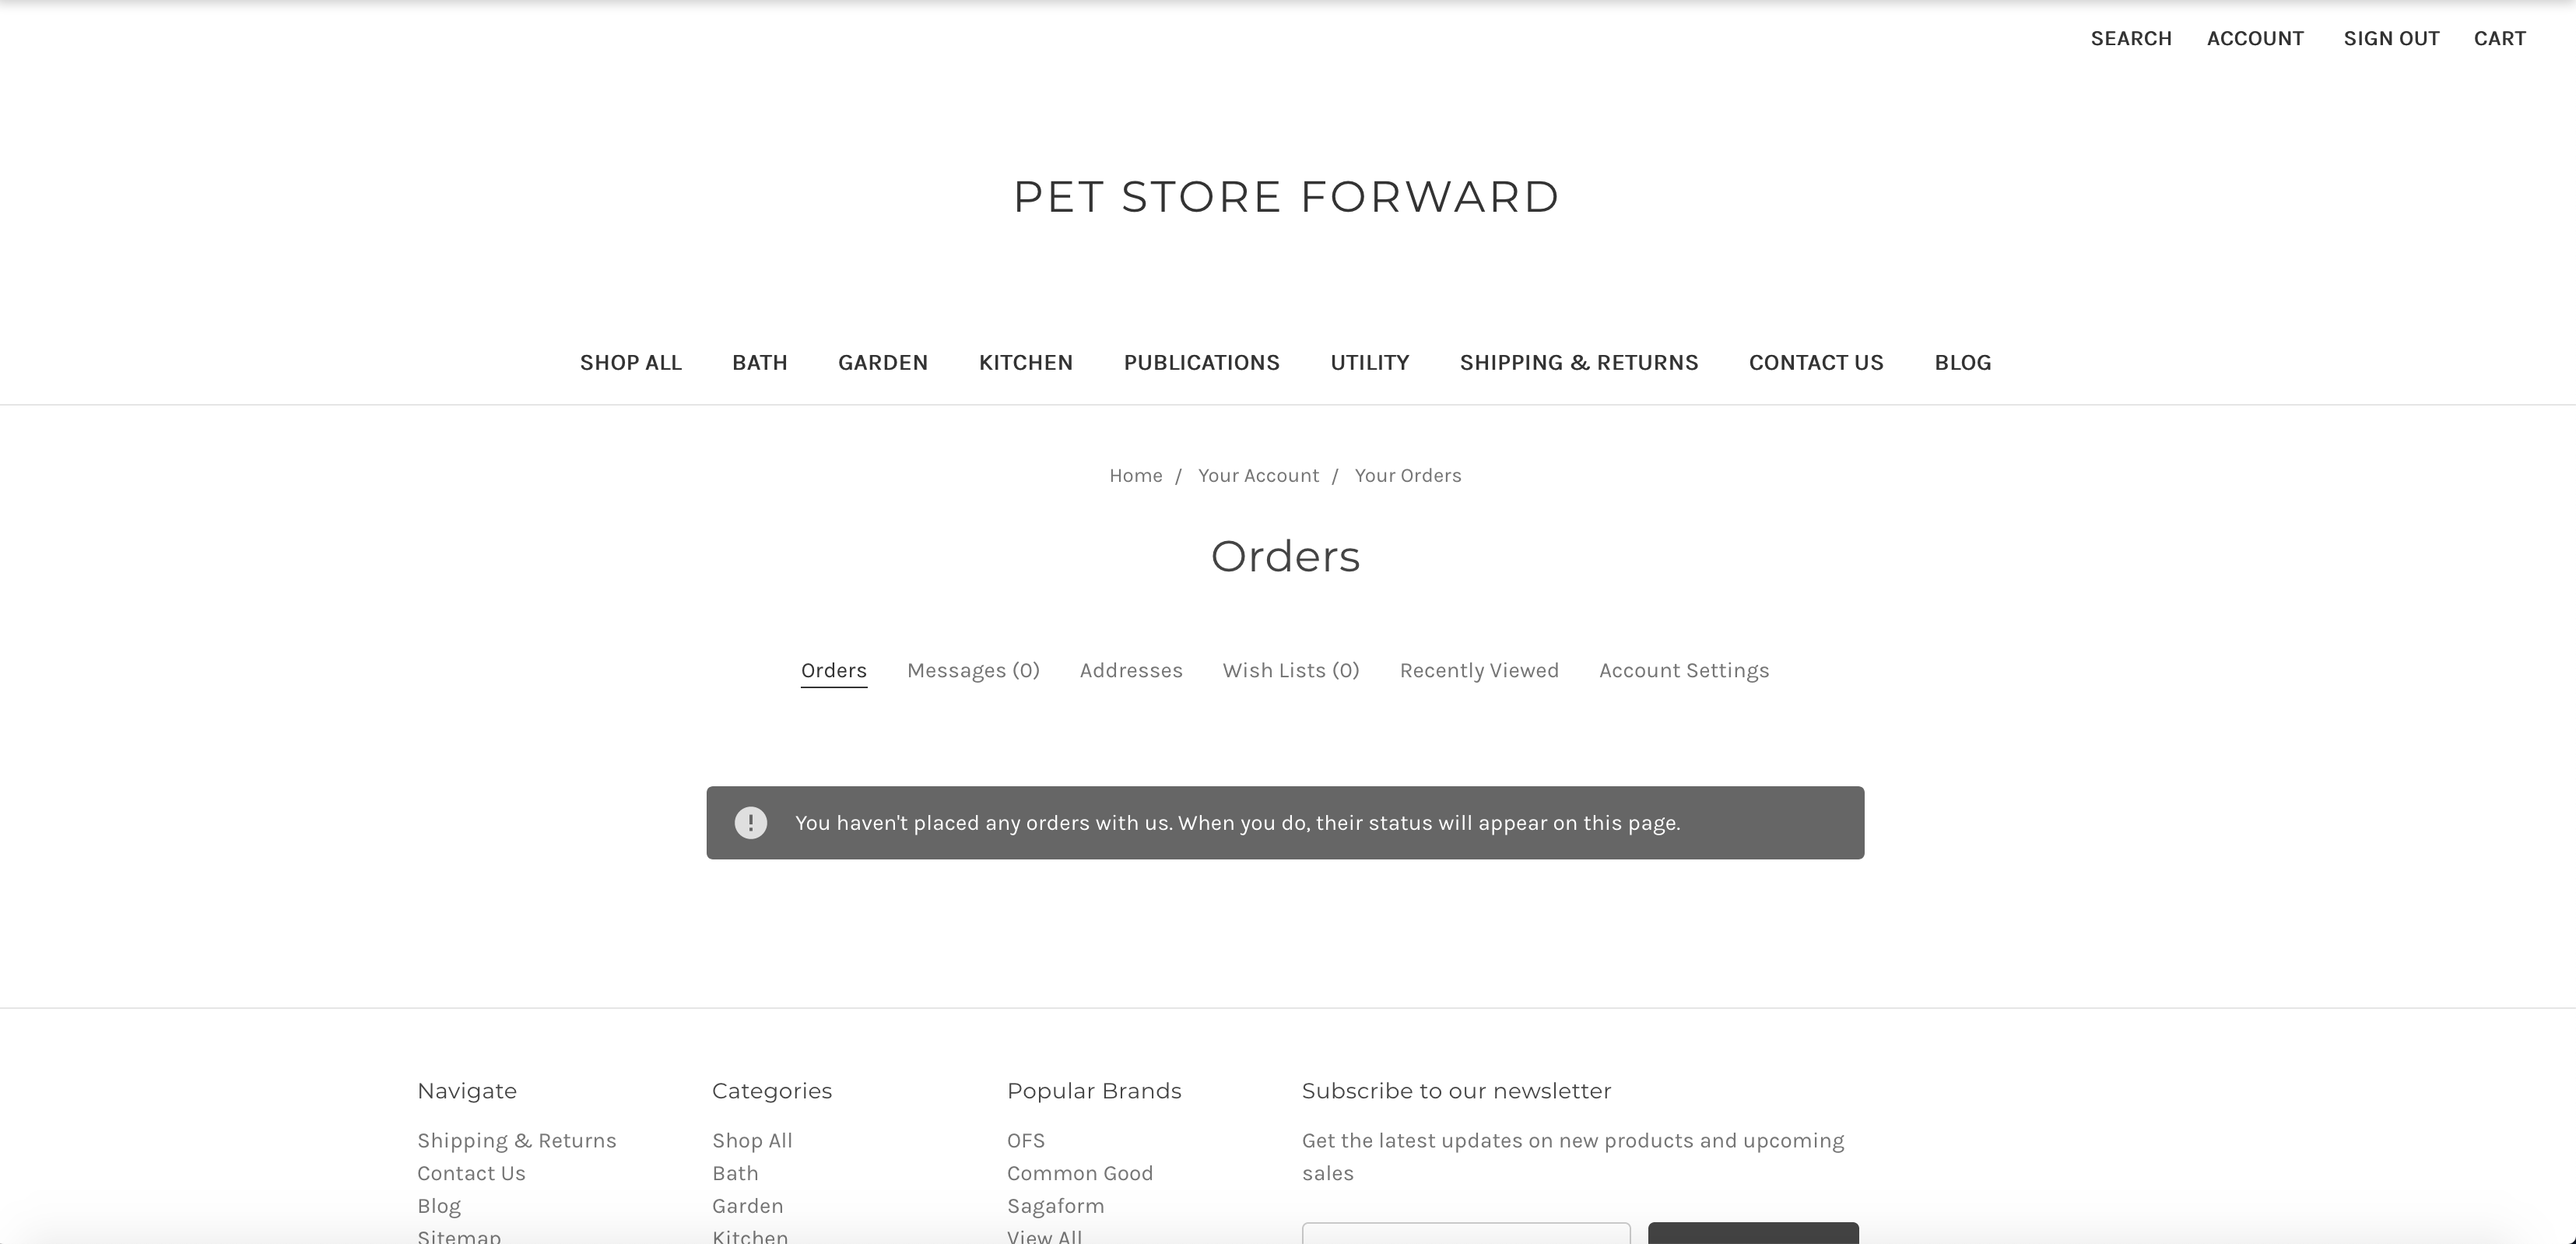 SEARCH ACCOUNT SIGN OUT CART
PET STORE FORWARD
SHOP ALL BATH GARDEN KITCHEN PUBLICATIONS UTILITY SHIPPING & RETURNS CONTACT US BLOG
Home / Your Account / Your Orders
Orders
Orders Messages (0) Addresses Wish Lists (0) Recently Viewed Account Settings
! You haven't placed any orders with us. When you do, their status will appear on this page.
Navigate
Shipping & Returns
Contact Us
Blog
Sitemap
Categories
Shop All
Bath
Garden
Kitchen
Popular Brands
OFS
Common Good
Sagaform
View All
Subscribe to our newsletter
Get the latest updates on new products and upcoming
sales